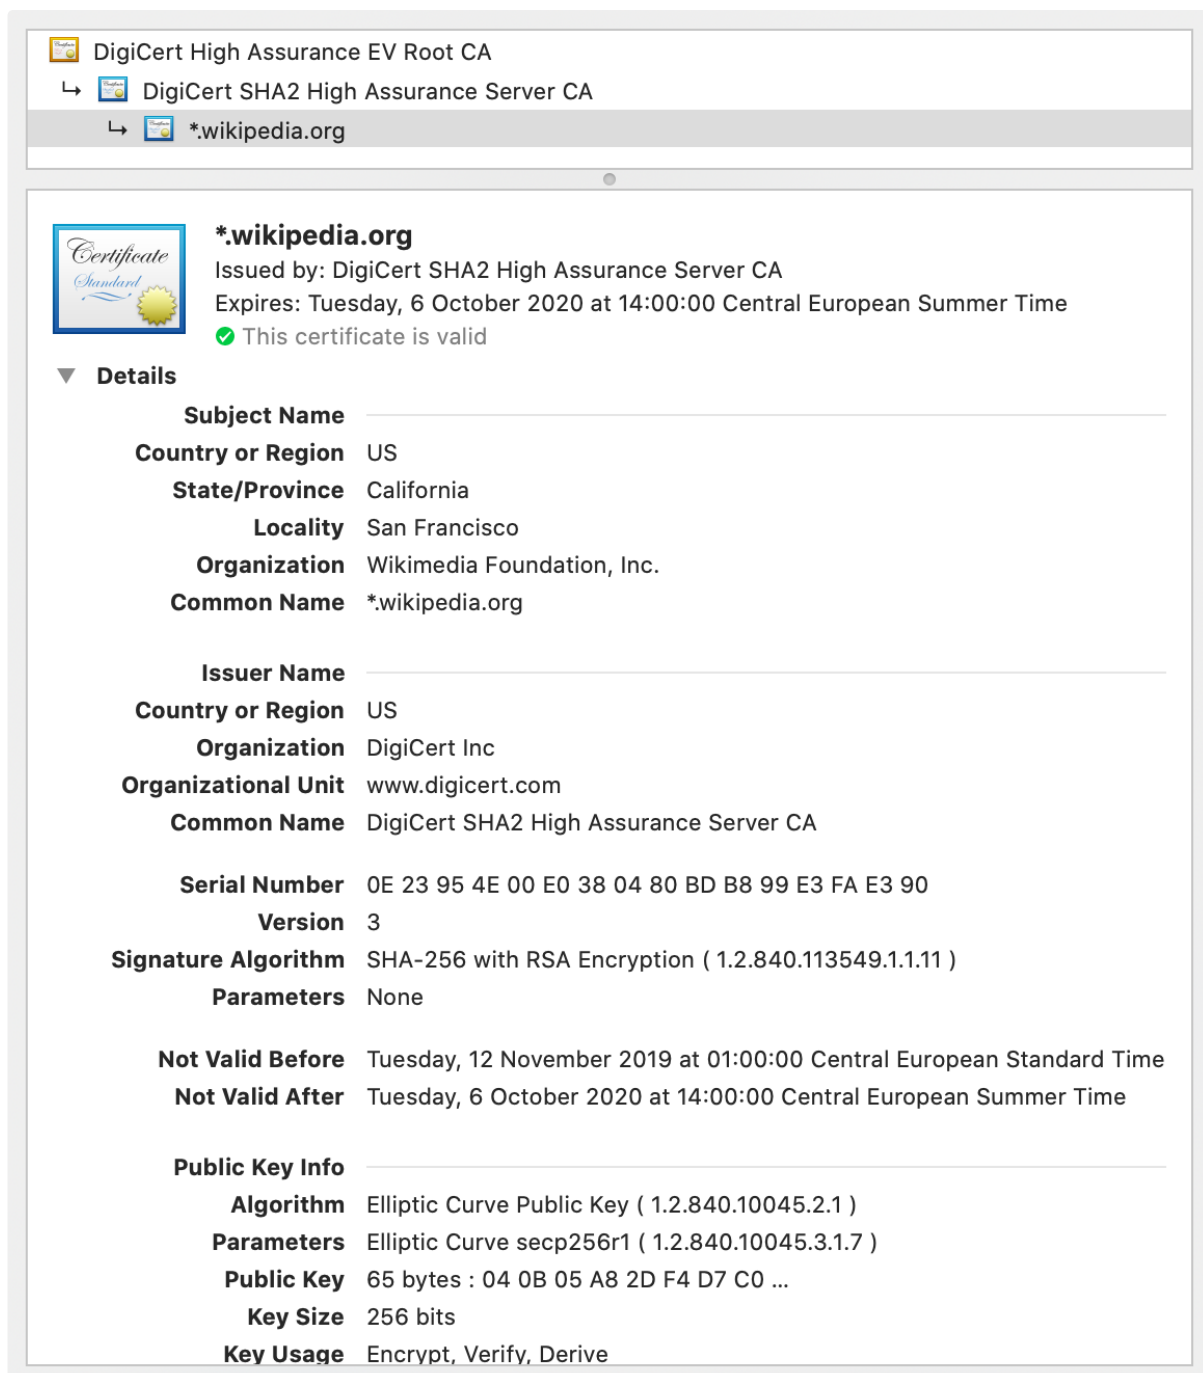 DigiCert High Assurance EV Root CA
↳ DigiCert SHA2 High Assurance Server CA
↳ *.wikipedia.org
Certificate
Standard
*.wikipedia.org
Issued by: DigiCert SHA2 High Assurance Server CA
Expires: Tuesday, 6 October 2020 at 14:00:00 Central European Summer Time
This certificate is valid
Details
Subject Name
Country or Region US
State/Province California
Locality San Francisco
Organization Wikimedia Foundation, Inc.
Common Name *.wikipedia.org
Issuer Name
Country or Region US
Organization DigiCert Inc
Organizational Unit www.digicert.com
Common Name DigiCert SHA2 High Assurance Server CA
Serial Number 0E 23 95 4E 00 E0 38 04 80 BD B8 99 E3 FA E3 90
Version 3
Signature Algorithm SHA-256 with RSA Encryption ( 1.2.840.113549.1.1.11 )
Parameters None
Not Valid Before Tuesday, 12 November 2019 at 01:00:00 Central European Standard Time
Not Valid After Tuesday, 6 October 2020 at 14:00:00 Central European Summer Time
Public Key Info
Algorithm Elliptic Curve Public Key ( 1.2.840.10045.2.1 )
Parameters Elliptic Curve secp256r1 ( 1.2.840.10045.3.1.7 )
Public Key 65 bytes : 04 0B 05 A8 2D F4 D7 C0 ...
Key Size 256 bits
Key Usage Encrypt, Verify, Derive